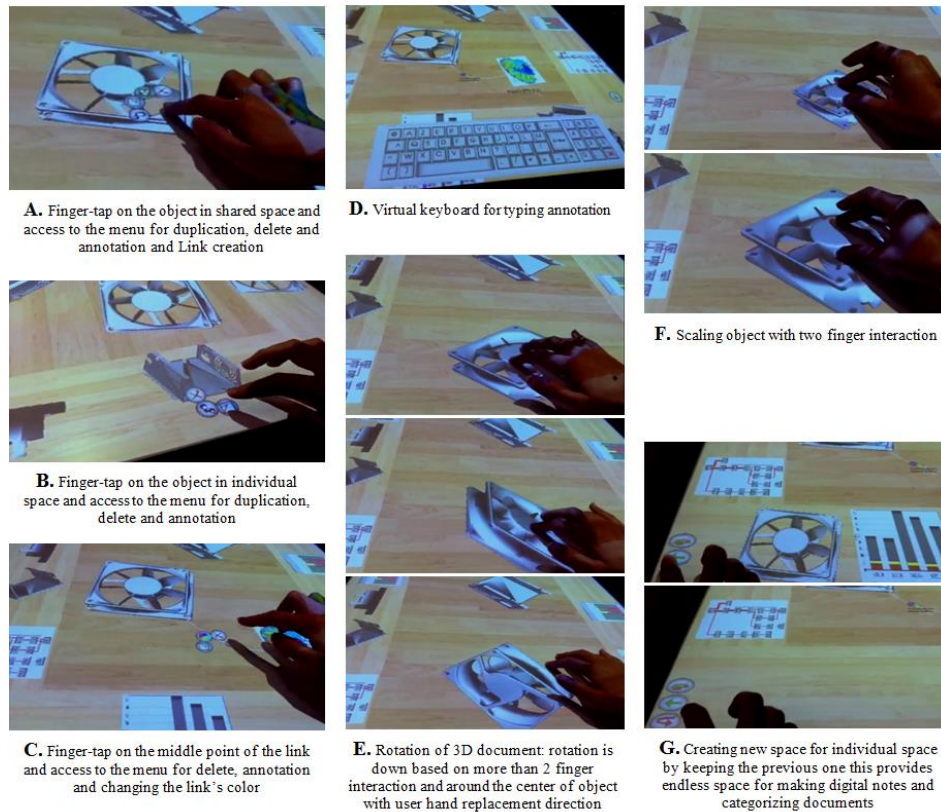 A. Finger-tap on the object in shared space and
access to the menu for duplication, delete and
annotation and Link creation
B. Finger-tap on the object in individual
space and access to the menu for duplication,
delete and annotation
C. Finger-tap on the middle point of the link
and access to the menu for delete, annotation
and changing the link's color
D. Virtual keyboard for typing annotation
E. Rotation of 3D document: rotation is
down based on more than 2 finger
interaction and around the center of object
with user hand replacement direction
F. Scaling object with two finger interaction
G. Creating new space for individual space
by keeping the previous one this provides
endless space for making digital notes and
categorizing documents